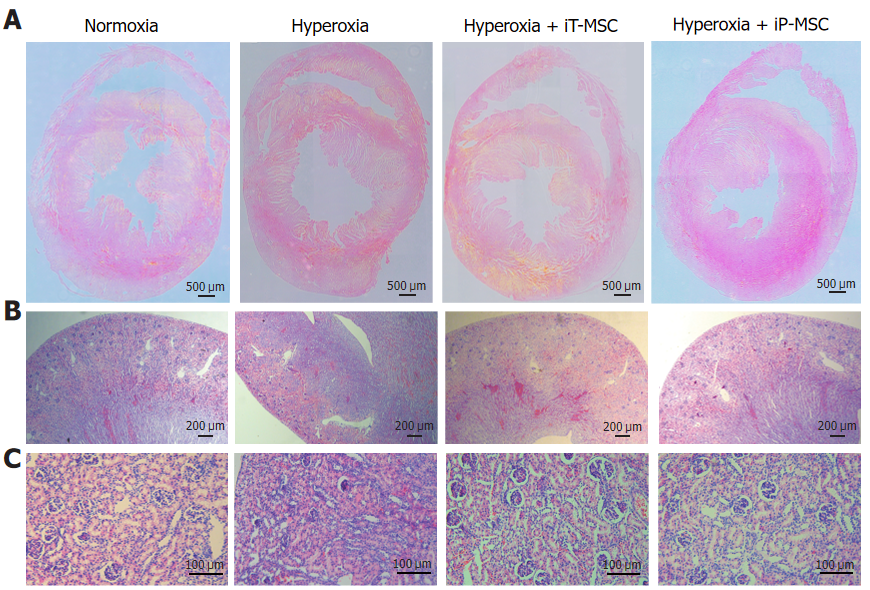 A
Normoxia
Hyperoxia
Hyperoxia + iT-MSC
Hyperoxia + iP-MSC
500 µm
500 µm
500 µm
500 µm
B
200 µm
200 µm
200 µm
200 µm
C
100 µm
100 µm
100 µm
100 µm